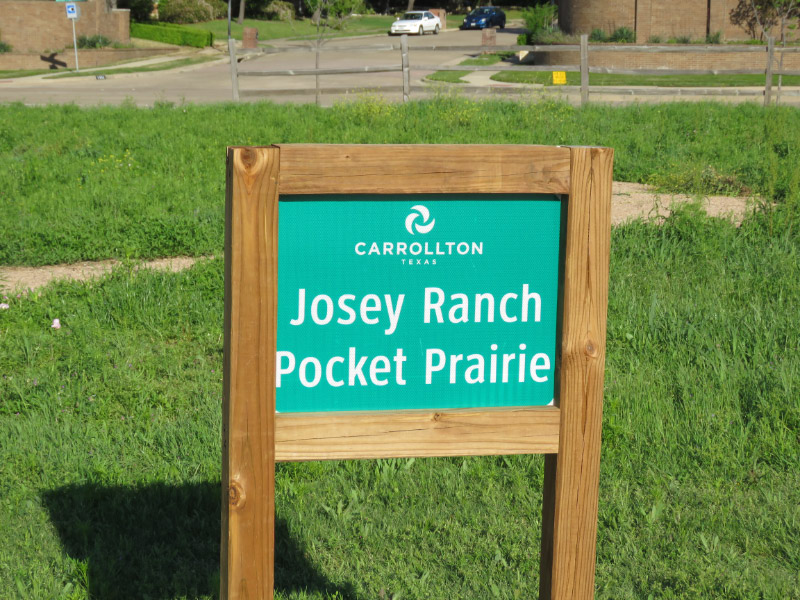 CARROLLTON
TEXAS
Josey Ranch
Pocket Prairie